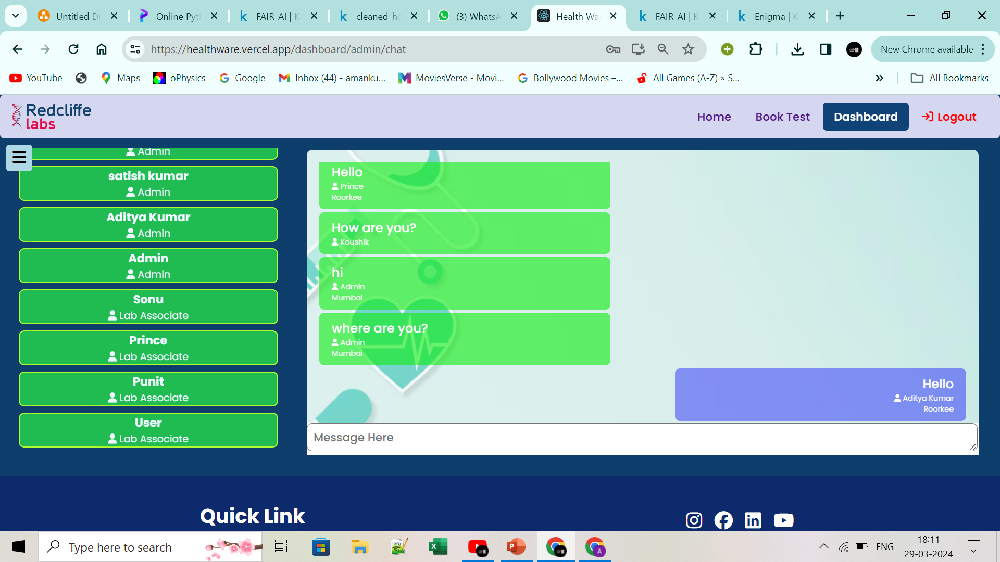 Untitled Di
Online Pyt
FAIR-AI | K
cleaned_ho
(3) WhatsA
Health Wa
FAIR-AI | K
Enigma | K
https://healthware.vercel.app/dashboard/admin/chat
New Chrome available
YouTube
Maps
oPhysics
Google
Inbox (44) - amanku...
MoviesVerse - Movi...
Bollywood Movies –...
All Games (A-Z) » S...
»
All Bookmarks
Redcliffe
labs
Home
Book Test
Dashboard
Logout
Admin
satish kumar
Admin
Aditya Kumar
Admin
Admin
Admin
Sonu
Lab Associate
Prince
Lab Associate
Punit
Lab Associate
User
Lab Associate
Hello
Prince
Roorkee
How are you?
Koushik
hi
Admin
Mumbai
where are you?
Admin
Mumbai
Hello
Aditya Kumar
Roorkee
Message Here
Quick Link
Type here to search
ENG
18:11
29-03-2024